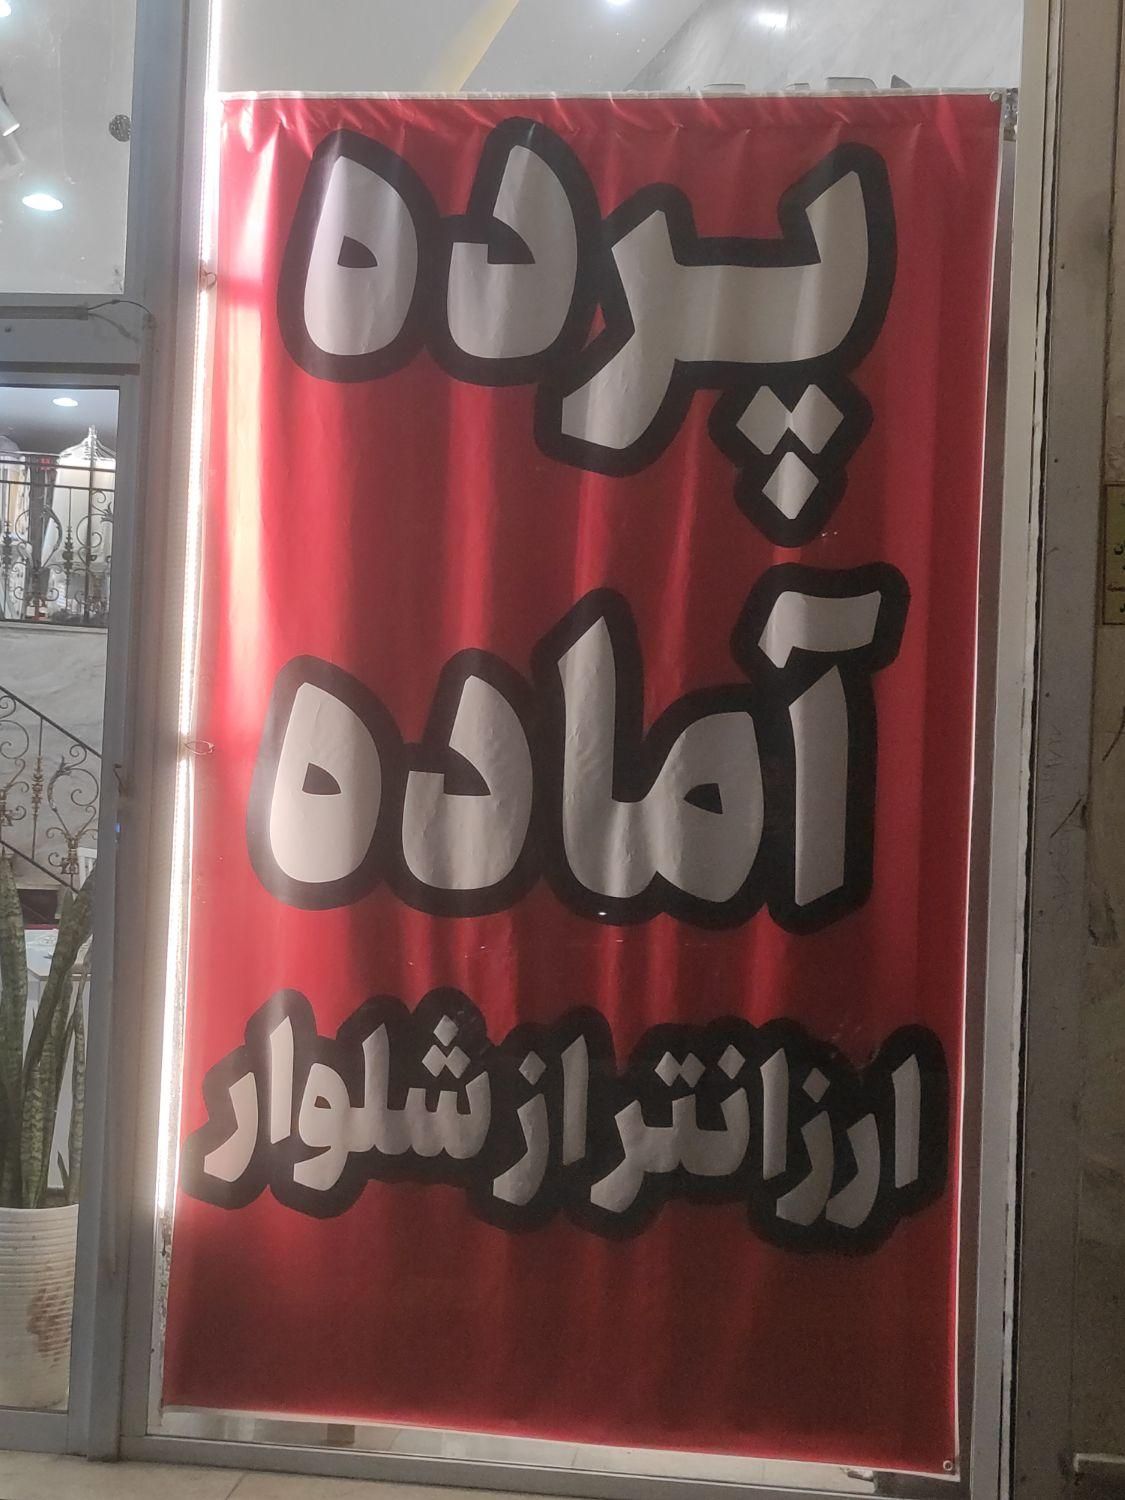 پرده
آماده
ارزانتر از شلوار